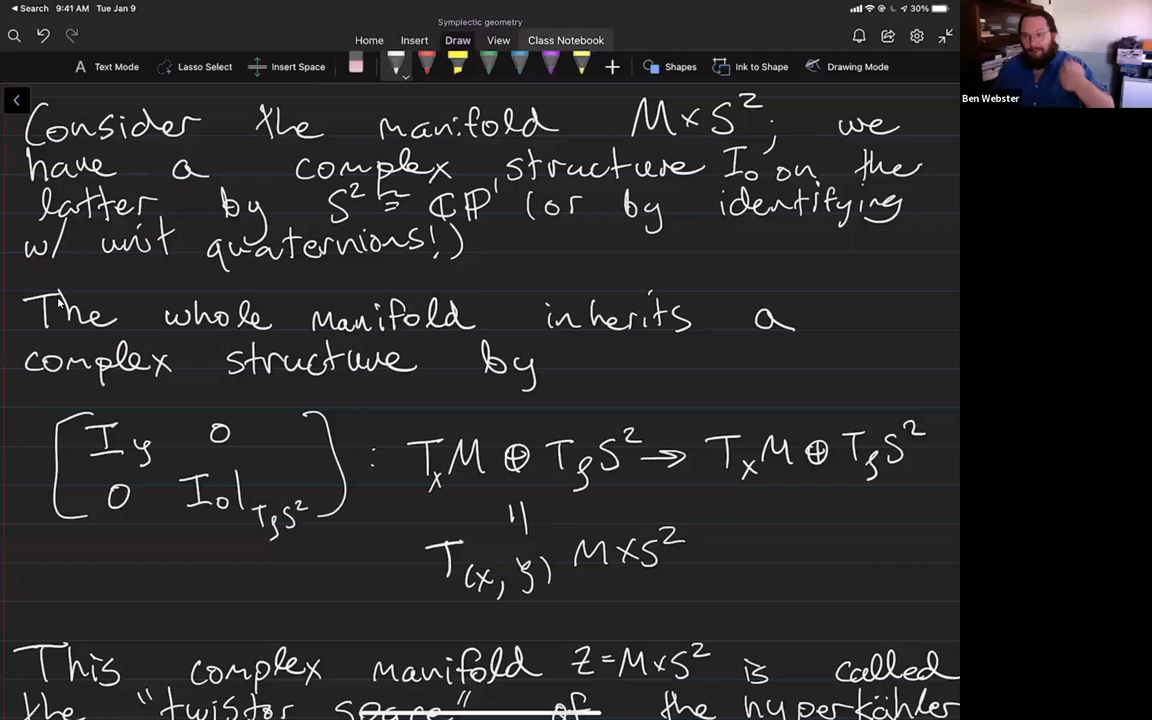 Search 9:41 AM Tue Jan 9
30%
Symplectic geometry
Home Insert Draw View Class Notebook
Text Mode Lasso Select Insert Space Shapes Ink to Shape Drawing Mode
Ben Webster
Consider the manifold M×S²; we
have a complex structure I₀ on the
latter by S² ≅ ℂℙ¹ (or by identifying
w/ unit quaternions!)
The whole manifold inherits a
complex structure by
[ I_ζ 0
0 I₀|_{T_ζS²} ] : TₓM ⊕ T_ζS² → TₓM ⊕ T_ζS²
||
T_{(x, ζ)} M×S²
This complex manifold Z=M×S² is called
the "twistor space" of the hyperkähler